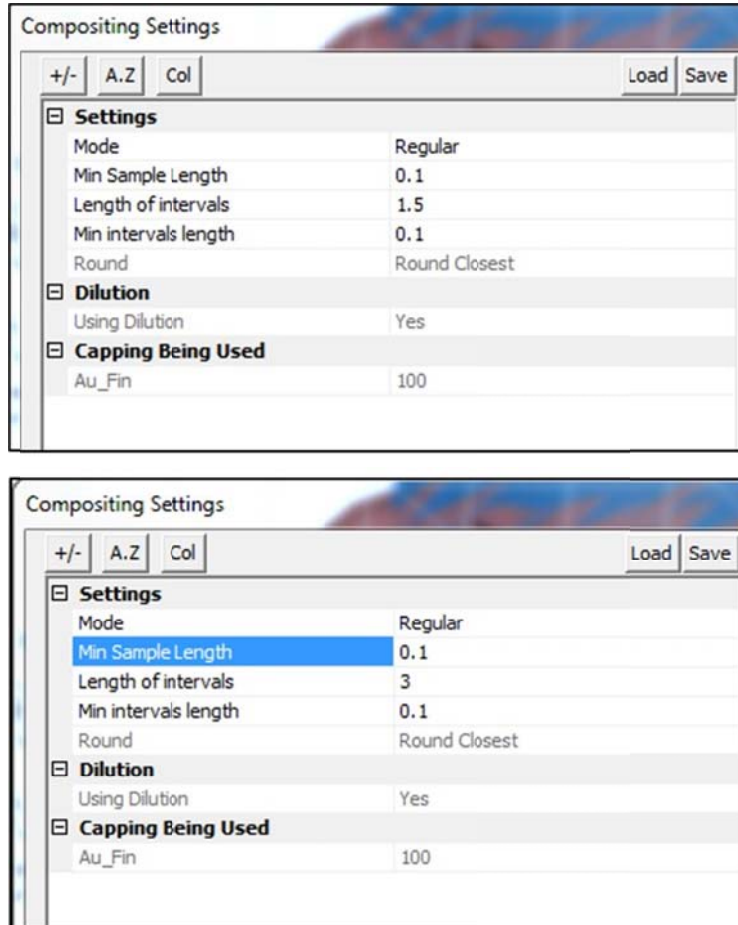 Compositing Settings
+/- A.Z Col Load Save
Settings
Mode Regular
Min Sample Length 0.1
Length of intervals 1.5
Min intervals length 0.1
Round Round Closest
Dilution
Using Dilution Yes
Capping Being Used
Au_Fin 100
Compositing Settings
+/- A.Z Col Load Save
Settings
Mode Regular
Min Sample Length 0.1
Length of intervals 3
Min intervals length 0.1
Round Round Closest
Dilution
Using Dilution Yes
Capping Being Used
Au_Fin 100